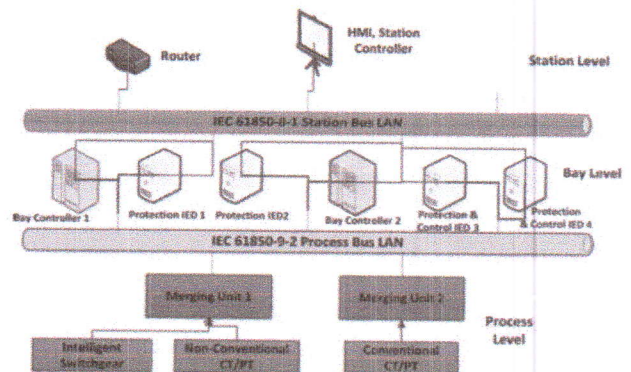 HMI, Station
Controller
Router
Station Level
IEC 61850-8-1 Station Bus LAN
Bay Level
Bay Controller 1
Protection IED 1
Protection IED2
Bay Controller 2
Protection &
Control IED 3
Protection
& Control IED 4
IEC 61850-9-2 Process Bus LAN
Merging Unit 1
Merging Unit 2
Process
Level
Intelligent
Switchgear
Non-Conventional
CT/PT
Conventional
CT/PT